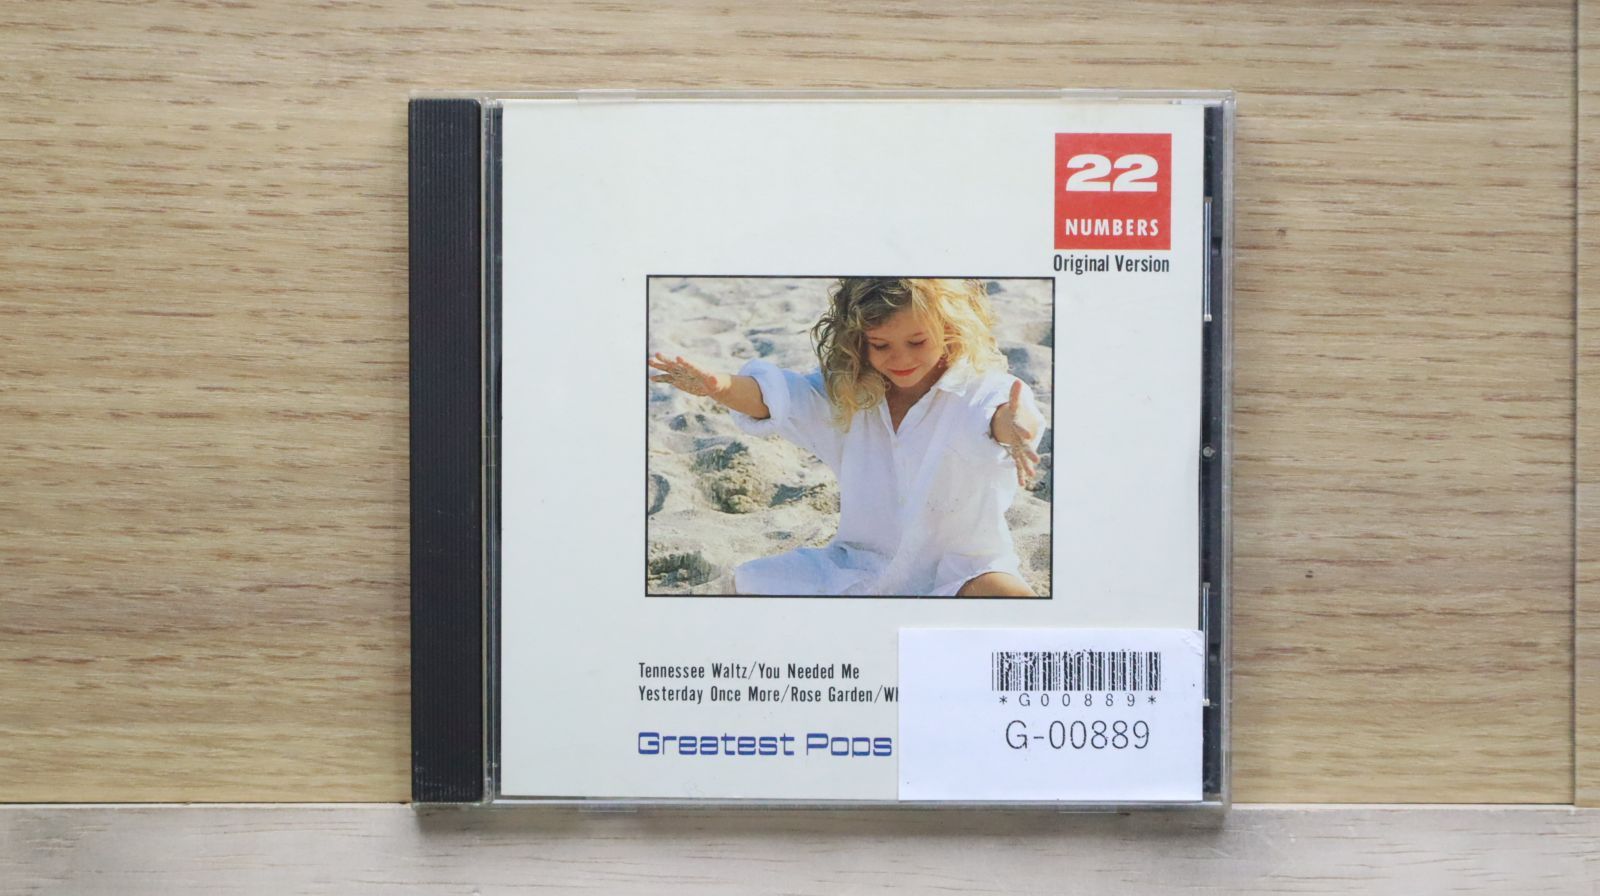 22
NUMBERS
Original Version
Tennessee Waltz/You Needed Me
Yesterday Once More/Rose Garden/
Greatest Pops
*G00889*
G-00889